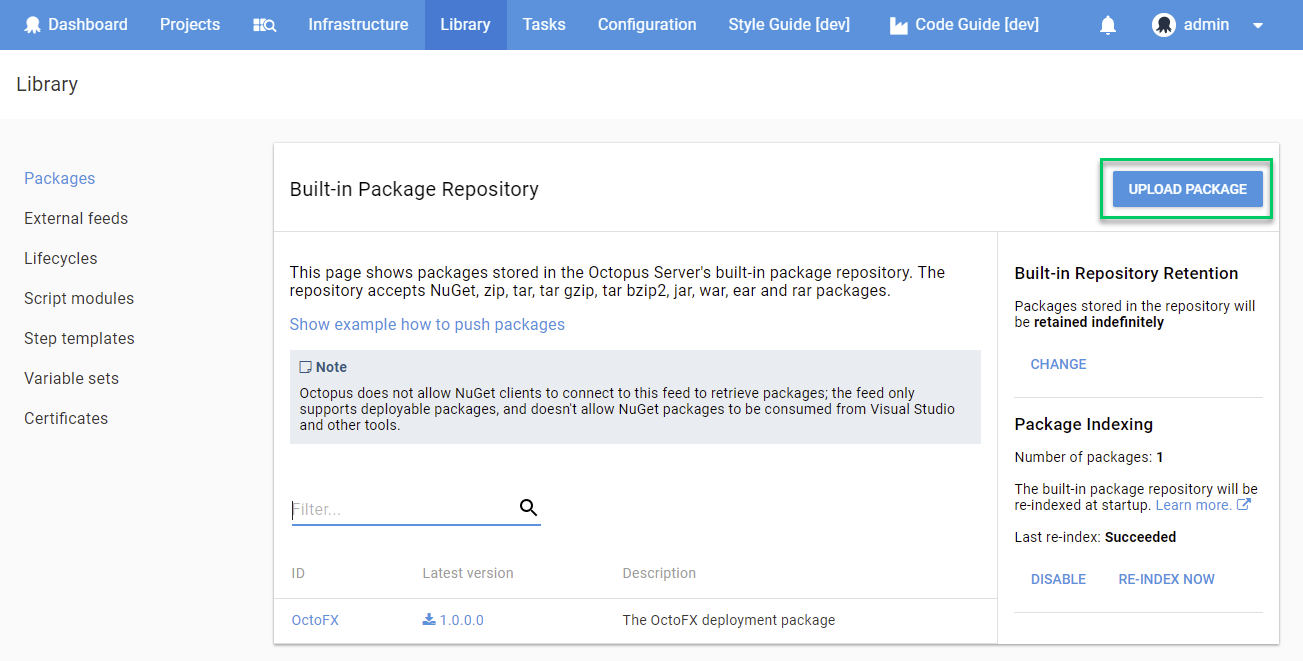 Dashboard Projects Infrastructure Library Tasks Configuration Style Guide [dev] Code Guide [dev] admin
Library
Packages
External feeds
Lifecycles
Script modules
Step templates
Variable sets
Certificates
Built-in Package Repository
UPLOAD PACKAGE
This page shows packages stored in the Octopus Server's built-in package repository. The
repository accepts NuGet, zip, tar, tar gzip, tar bzip2, jar, war, ear and rar packages.
Show example how to push packages
Note
Octopus does not allow NuGet clients to connect to this feed to retrieve packages; the feed only
supports deployable packages, and doesn't allow NuGet packages to be consumed from Visual Studio
and other tools.
Filter...
ID Latest version Description
OctoFX 1.0.0.0 The OctoFX deployment package
Built-in Repository Retention
Packages stored in the repository will
be retained indefinitely
CHANGE
Package Indexing
Number of packages: 1
The built-in package repository will be
re-indexed at startup. Learn more.
Last re-index: Succeeded
DISABLE RE-INDEX NOW